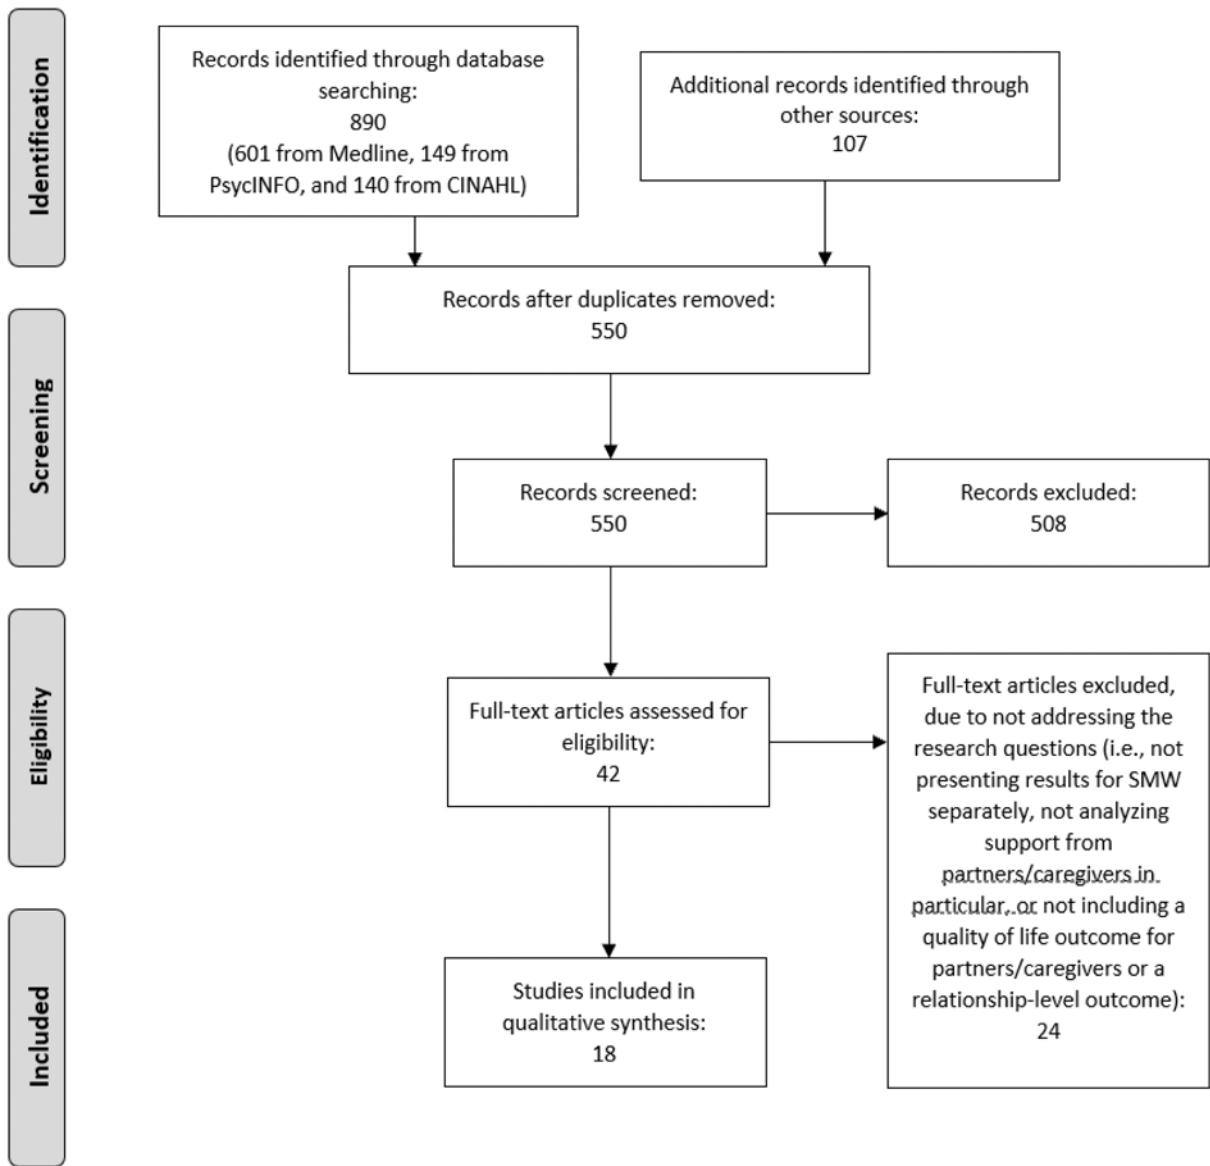 Identification
Records identified through database
searching:
890
(601 from Medline, 149 from
PsycINFO, and 140 from CINAHL)
Additional records identified through
other sources:
107
Records after duplicates removed:
550
Screening
Records screened:
550
Records excluded:
508
Eligibility
Full-text articles assessed for
eligibility:
42
Full-text articles excluded,
due to not addressing the
research questions (i.e., not
presenting results for SMW
separately, not analyzing
support from
partners/caregivers in
particular, or not including a
quality of life outcome for
partners/caregivers or a
relationship-level outcome):
24
Included
Studies included in
qualitative synthesis:
18